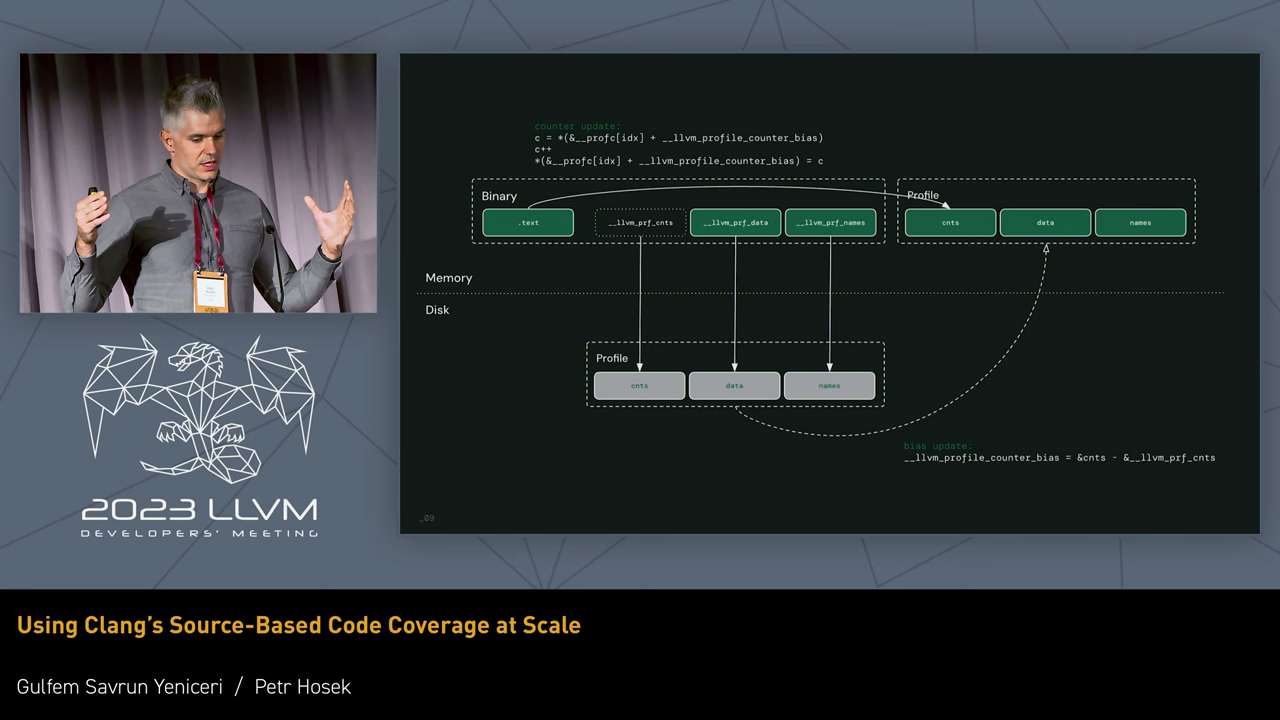 counter update:
c = *(&__profc[idx] + __llvm_profile_counter_bias)
c++
*(&__profc[idx] + __llvm_profile_counter_bias) = c
Binary
Profile
.text
__llvm_prf_cnts
__llvm_prf_data
__llvm_prf_names
cnts
data
names
Memory
Disk
Profile
cnts
data
names
bias update:
__llvm_profile_counter_bias = &cnts - &__llvm_prf_cnts
_09
2023 LLVM
DEVELOPERS' MEETING
Using Clang's Source-Based Code Coverage at Scale
Gulfem Savrun Yeniceri / Petr Hosek